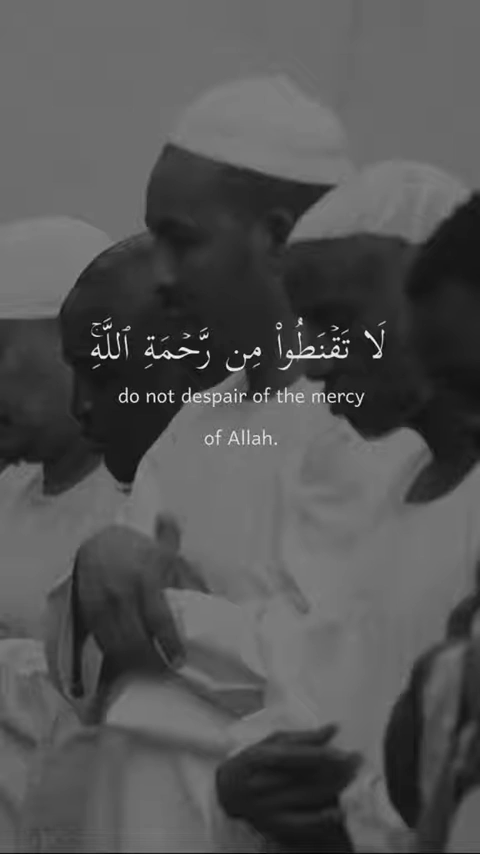 لَا تَقْنَطُوا۟ مِن رَّحْمَةِ ٱللَّهِ ۚ
do not despair of the mercy
of Allah.